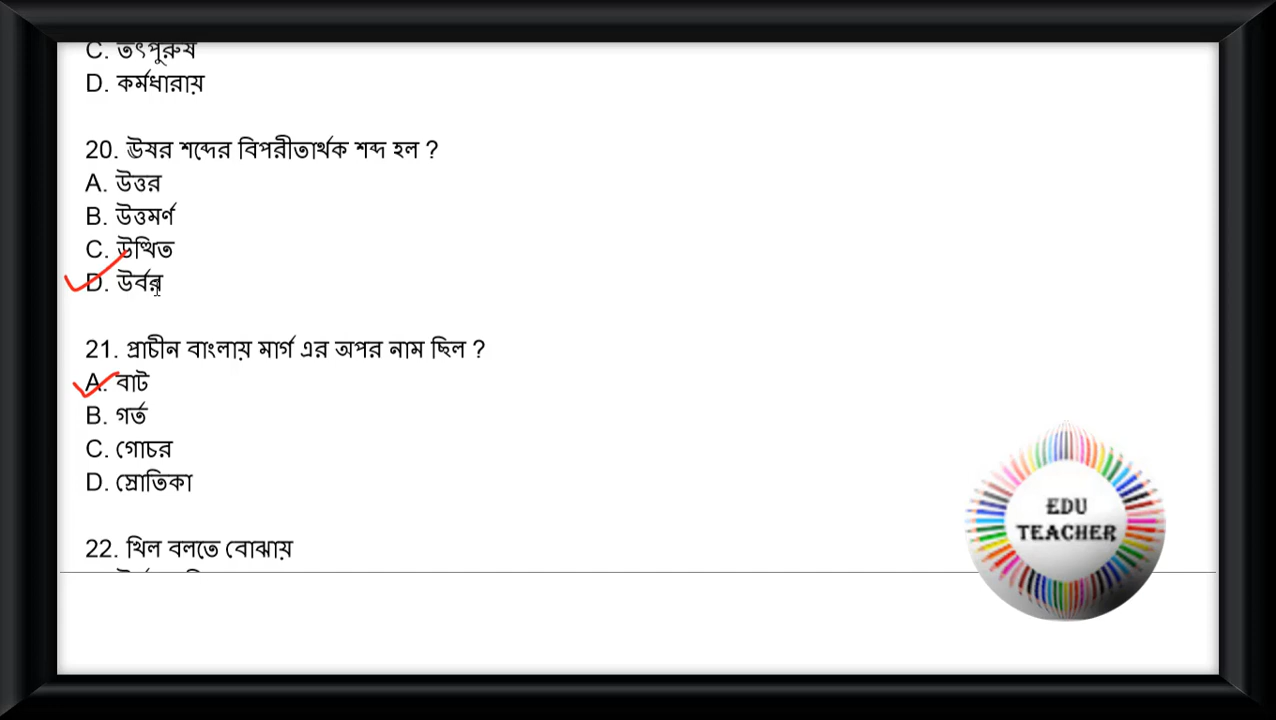 C. তৎপুরুষ
D. কর্মধারায়
20. ঊষর শব্দের বিপরীতার্থক শব্দ হল ?
A. উত্তর
B. উত্তমর্ণ
C. উত্থিত
D. উর্বর
21. প্রাচীন বাংলায় মার্গ এর অপর নাম ছিল ?
A. বাট
B. গর্ত
C. গোচর
D. স্রোতিকা
22. খিল বলতে বোঝায়
EDU
TEACHER